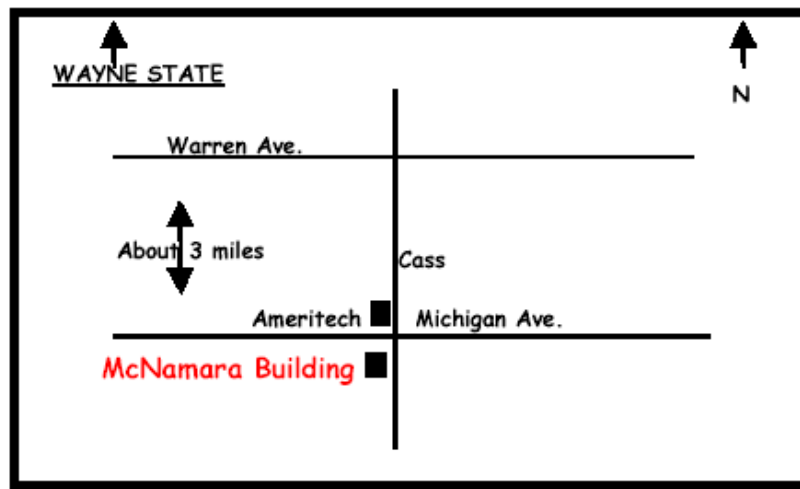 WAYNE STATE
N
Warren Ave.
About 3 miles
Cass
Ameritech
Michigan Ave.
McNamara Building